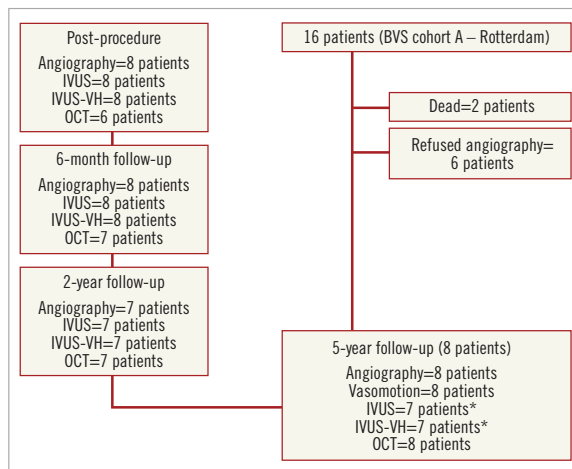 Post-procedure
Angiography=8 patients
IVUS=8 patients
IVUS-VH=8 patients
OCT=6 patients
6-month follow-up
Angiography=8 patients
IVUS=8 patients
IVUS-VH=8 patients
OCT=7 patients
2-year follow-up
Angiography=7 patients
IVUS=7 patients
IVUS-VH=7 patients
OCT=7 patients
16 patients (BVS cohort A – Rotterdam)
Dead=2 patients
Refused angiography=
6 patients
5-year follow-up (8 patients)
Angiography=8 patients
Vasomotion=8 patients
IVUS=7 patients*
IVUS-VH=7 patients*
OCT=8 patients